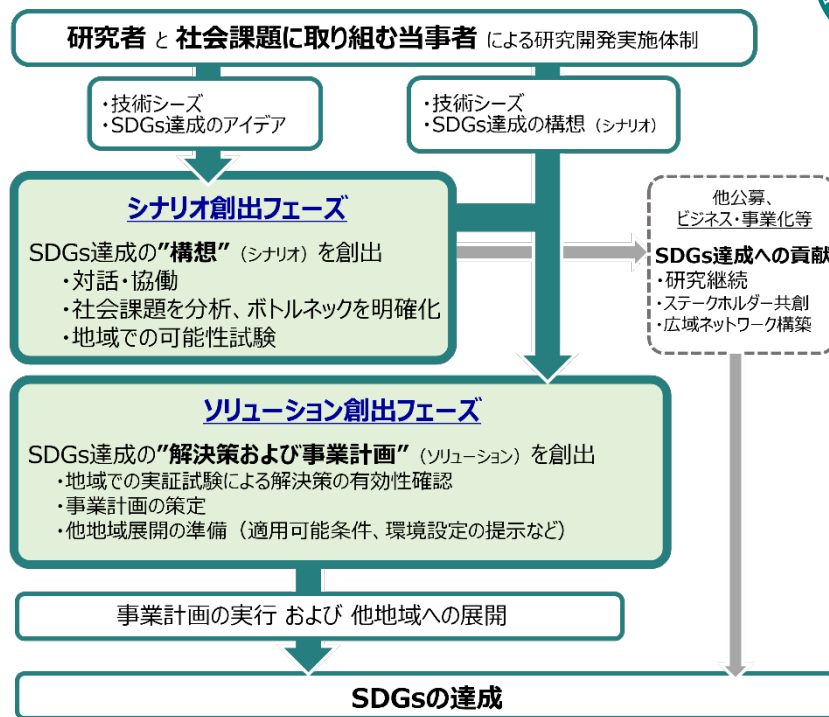 研究者 と 社会課題に取り組む当事者 による研究開発実施体制
・技術シーズ
・SDGs達成のアイデア
・技術シーズ
・SDGs達成の構想（シナリオ）
シナリオ創出フェーズ
SDGs達成の”構想”（シナリオ）を創出
・対話・協働
・社会課題を分析、ボトルネックを明確化
・地域での可能性試験
他公募、
ビジネス・事業化等
SDGs達成への貢献
・研究継続
・ステークホルダー共創
・広域ネットワーク構築
ソリューション創出フェーズ
SDGs達成の”解決策および事業計画”（ソリューション）を創出
・地域での実証試験による解決策の有効性確認
・事業計画の策定
・他地域展開の準備（適用可能条件、環境設定の提示など）
事業計画の実行 および 他地域への展開
SDGsの達成